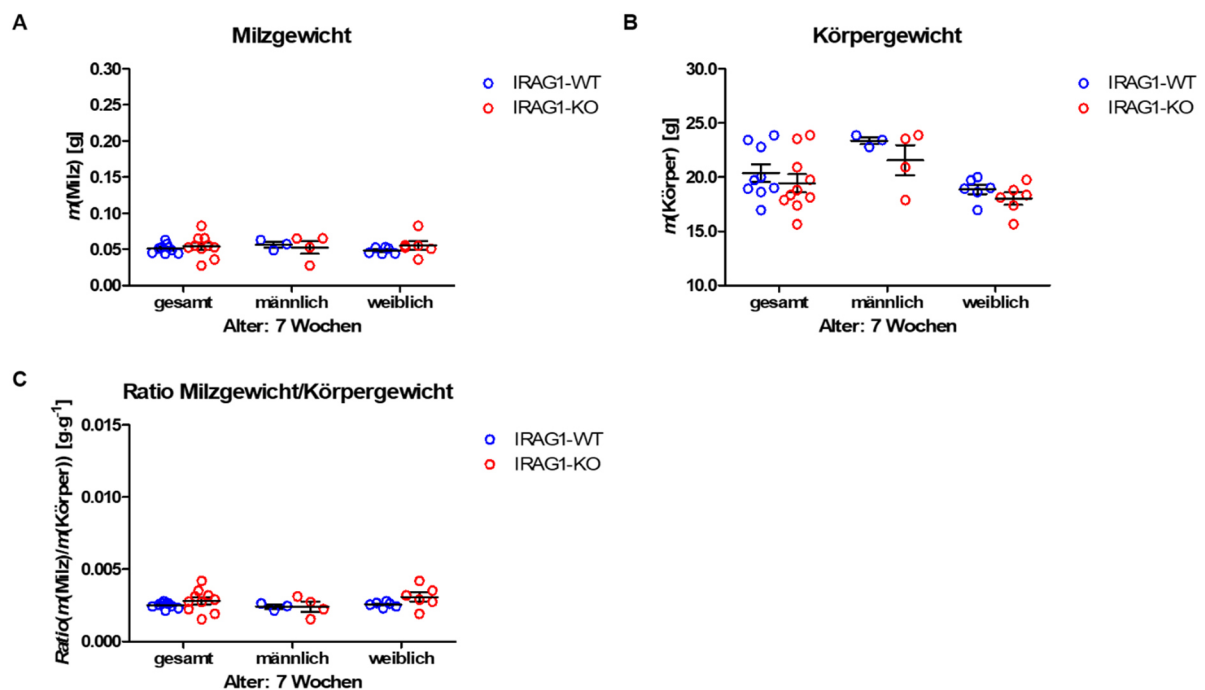 A
Milzgewicht
m(Milz) [g]
0.30
0.25
0.20
0.15
0.10
0.05
0.00
gesamt männlich weiblich
Alter: 7 Wochen
IRAG1-WT
IRAG1-KO
B
Körpergewicht
m(Körper) [g]
30.0
25.0
20.0
15.0
10.0
gesamt männlich weiblich
Alter: 7 Wochen
IRAG1-WT
IRAG1-KO
C
Ratio Milzgewicht/Körpergewicht
Ratio(m(Milz)/m(Körper)) [g·g⁻¹]
0.015
0.010
0.005
0.000
gesamt männlich weiblich
Alter: 7 Wochen
IRAG1-WT
IRAG1-KO